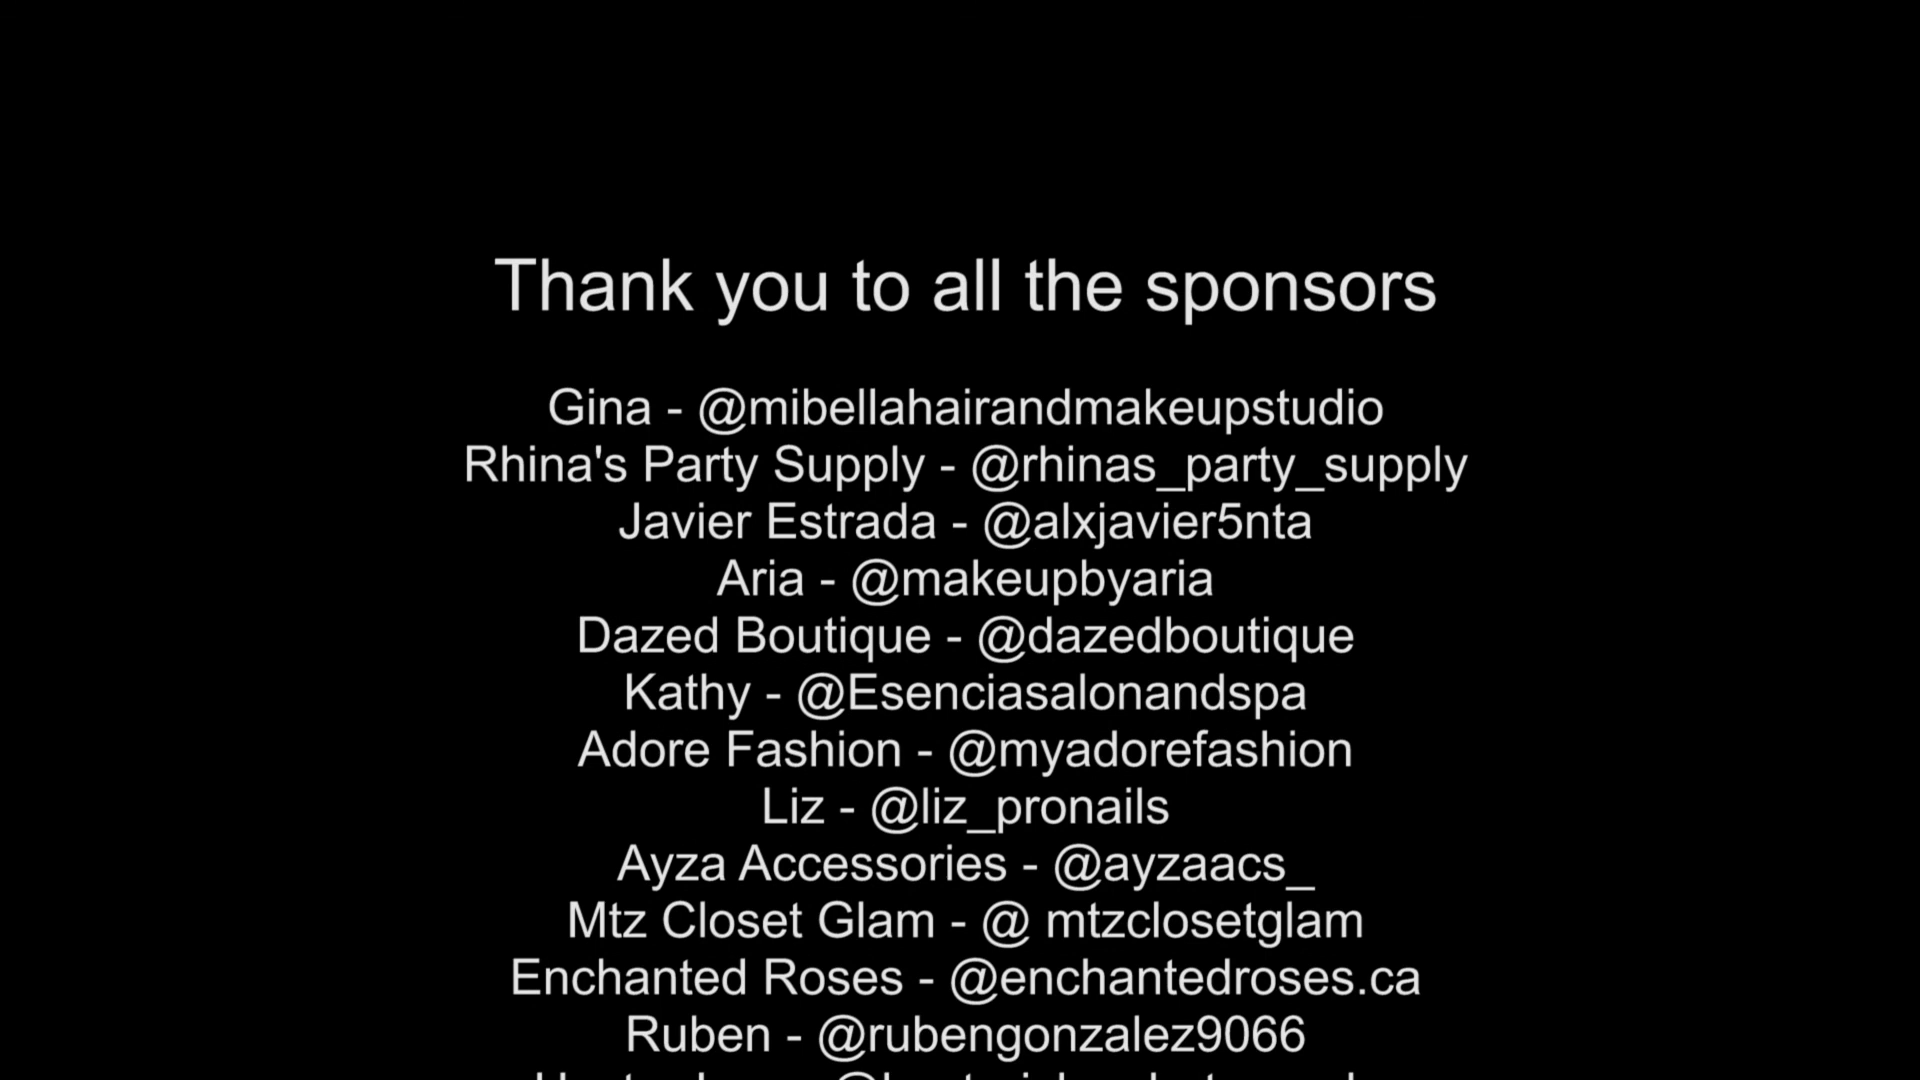 Thank you to all the sponsors
Gina - @mibellahairandmakeupstudio
Rhina's Party Supply - @rhinas_party_supply
Javier Estrada - @alxjavier5nta
Aria - @makeupbyaria
Dazed Boutique - @dazedboutique
Kathy - @Esenciasalonandspa
Adore Fashion - @myadorefashion
Liz - @liz_pronails
Ayza Accessories - @ayzaacs_
Mtz Closet Glam - @ mtzclosetglam
Enchanted Roses - @enchantedroses.ca
Ruben - @rubengonzalez9066